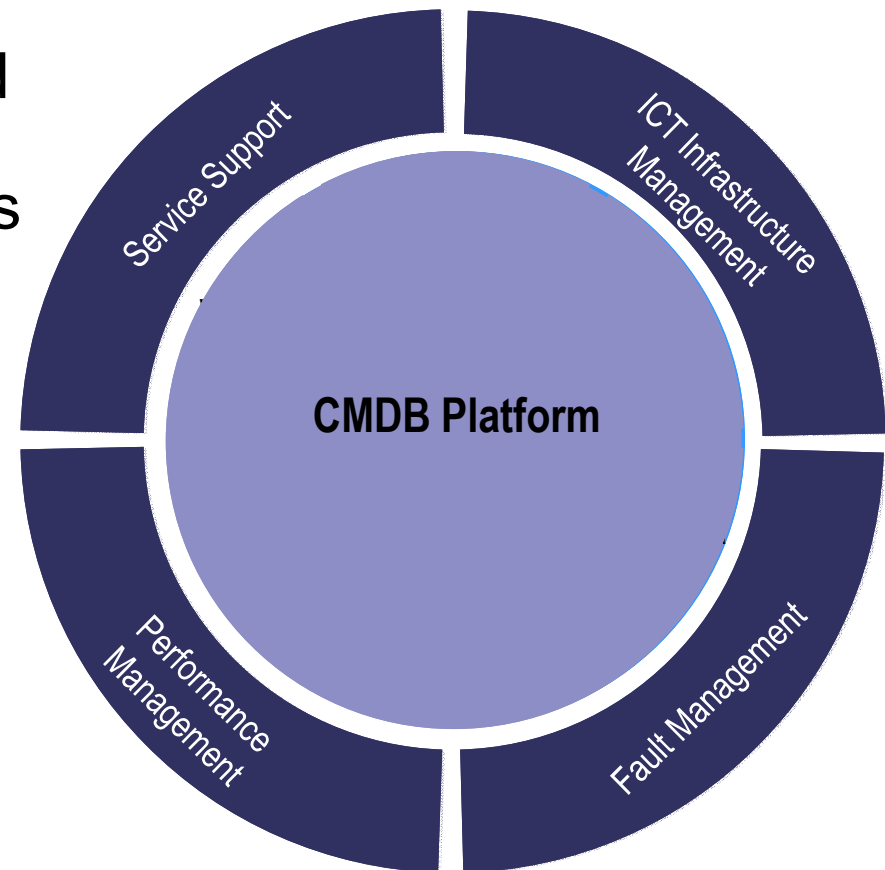 d
s
Service Support
ICT Infrastructure
Management
CMDB Platform
Performance
Management
Fault Management